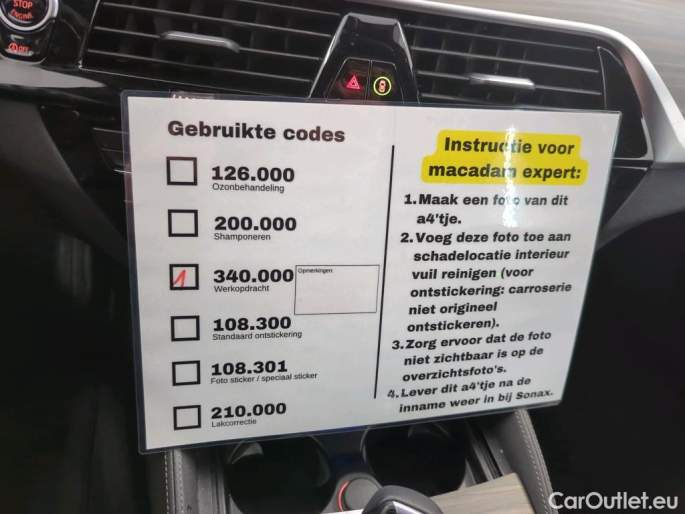 STOP
OFF
Gebruikte codes
126.000
Ozonbehandeling
200.000
Shamponeren
1
340.000
Werkopdracht
Opmerkingen
108.300
Standaard ontstickering
108.301
Foto sticker / speciaal sticker
210.000
Lakcorrectie
Instructie voor
macadam expert:
1. Maak een foto van dit
a4'tje.
2. Voeg deze foto toe aan
schadelocatie interieur
vuil reinigen (voor
ontstickering: carroserie
niet origineel
ontstickeren).
3. Zorg ervoor dat de foto
niet zichtbaar is op de
overzichtsfoto's.
4. Lever dit a4'tje na de
inname weer in bij Sonax.
CarOutlet.eu